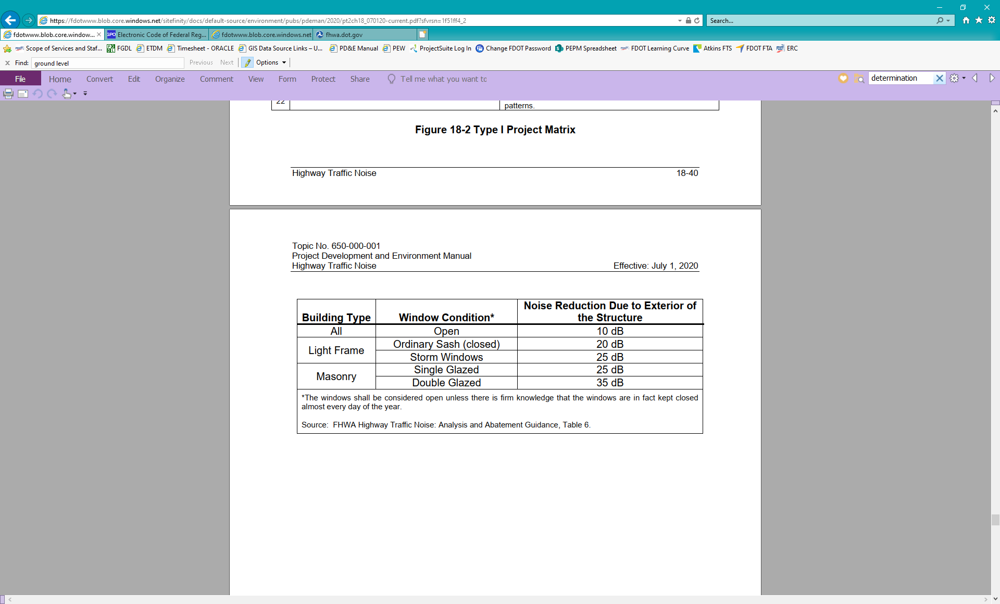 https://fdotwww.blob.core.windows.net/sitefinity/docs/default-source/environment/pubs/pdeman/2020/pt2ch18_070120-current.pdf?sfvrsn=1f51ff4_2
Search...
fdotwww.blob.core.window...
GPO Electronic Code of Federal Reg...
fdotwww.blob.core.windows.net
fhwa.dot.gov
Scope of Services and Staf... FGDL ETDM Timesheet - ORACLE GIS Data Source Links – U... PD&E Manual PEW ProjectSuite Log In Change FDOT Password PEPM Spreadsheet FDOT Learning Curve Atkins FTS FDOT FTA ERC
Find: ground level Previous Next Options
File Home Convert Edit Organize Comment View Form Protect Share Tell me what you want to determination
22 patterns.
Figure 18-2 Type I Project Matrix
Highway Traffic Noise 18-40
Topic No. 650-000-001
Project Development and Environment Manual
Highway Traffic Noise Effective: July 1, 2020
Building Type Window Condition* Noise Reduction Due to Exterior of
the Structure
All Open 10 dB
Light Frame Ordinary Sash (closed) 20 dB
Storm Windows 25 dB
Masonry Single Glazed 25 dB
Double Glazed 35 dB
*The windows shall be considered open unless there is firm knowledge that the windows are in fact kept closed
almost every day of the year.
Source: FHWA Highway Traffic Noise: Analysis and Abatement Guidance, Table 6.